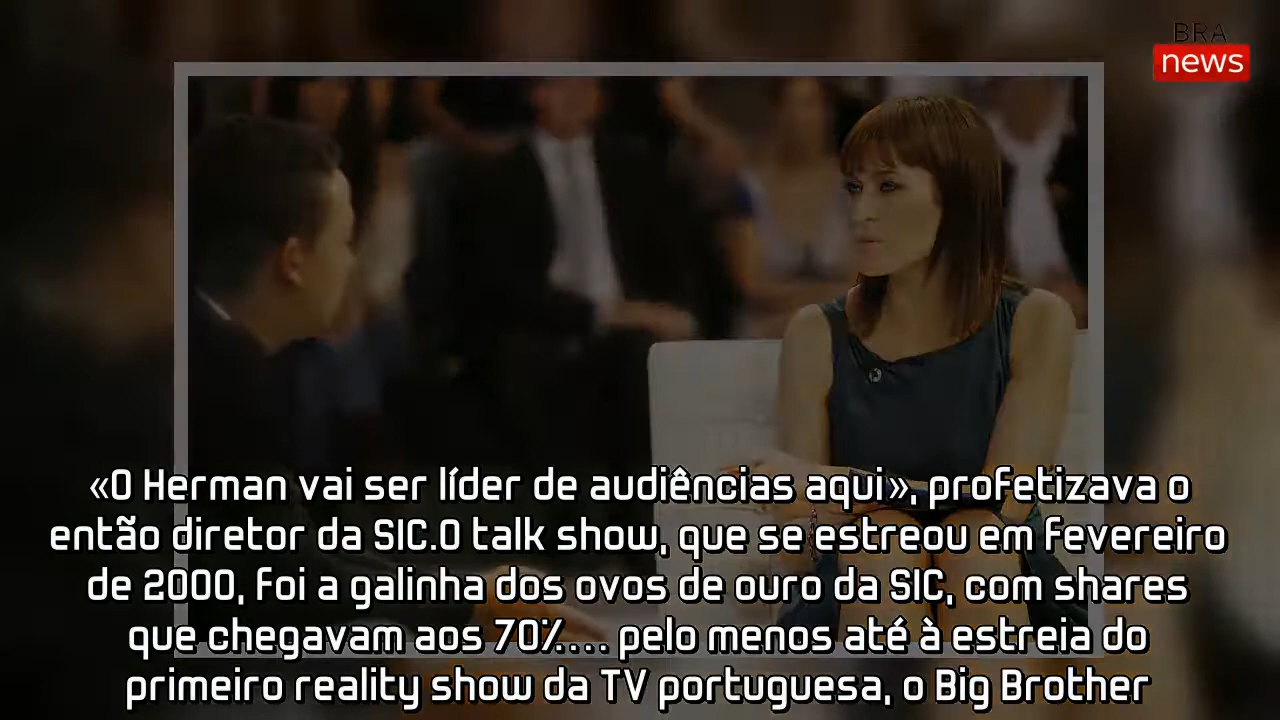 BRA
news
«O Herman vai ser líder de audiências aqui», profetizava o
então diretor da SIC.O talk show, que se estreou em fevereiro
de 2000, foi a galinha dos ovos de ouro da SIC, com shares
que chegavam aos 70%.... pelo menos até à estreia do
primeiro reality show da TV portuguesa, o Big Brother